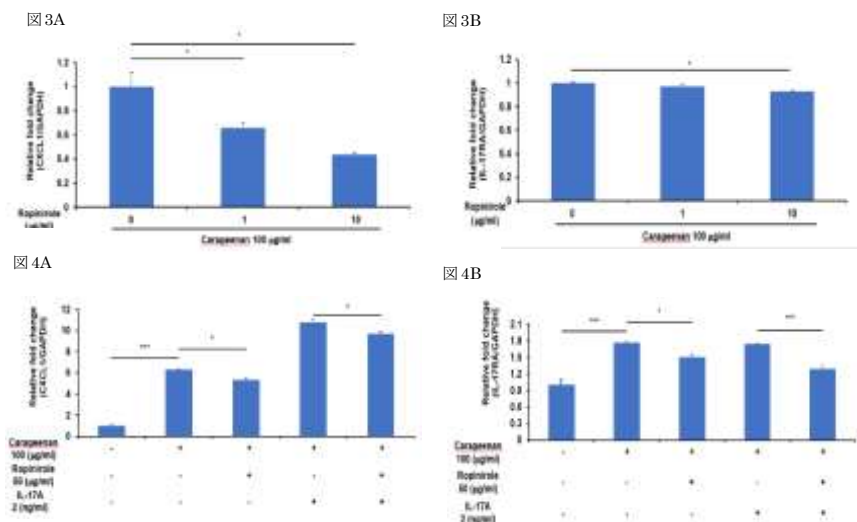 図3A
*
*
Relative fold change
(CXCL1/GAPDH)
1.2
1
0.8
0.6
0.4
0.2
0
Ropinirole
(µg/ml)
0
1
10
Carageenan 100 µg/ml
図3B
*
Relative fold change
(IL-17RA/GAPDH)
1.2
1
0.8
0.6
0.4
0.2
0
Ropinirole
(µg/ml)
0
1
10
Carageenan 100 µg/ml
図4A
***
*
*
Relative fold change
(CXCL1/GAPDH)
12
10
8
6
4
2
0
Carageenan
100 (µg/ml)
- + + + +
Ropinirole
50 (µg/ml)
- - + - +
IL-17A
2 (ng/ml)
- - - + +
図4B
***
*
***
Relative fold change
(IL-17RA/GAPDH)
2.1
1.8
1.5
1.2
0.9
0.6
0.3
0
Carageenan
100 (µg/ml)
- + + + +
Ropinirole
50 (µg/ml)
- - + - +
IL-17A
2 (ng/ml)
- - - + +